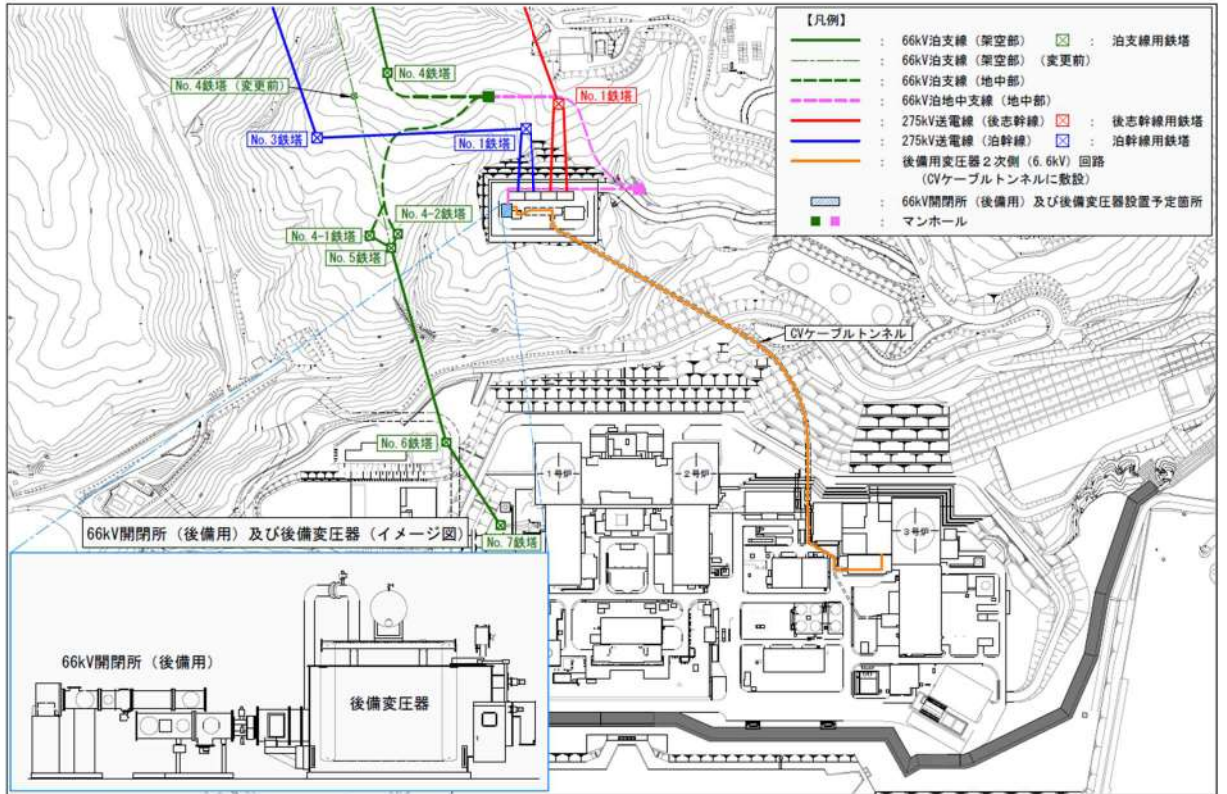 【凡例】
: 66kV泊支線（架空部） : 泊支線用鉄塔
: 66kV泊支線（架空部）（変更前）
: 66kV泊支線（地中部）
: 66kV泊地中支線（地中部）
: 275kV送電線（後志幹線） : 後志幹線用鉄塔
: 275kV送電線（泊幹線） : 泊幹線用鉄塔
: 後備用変圧器２次側（6.6kV）回路
（CVケーブルトンネルに敷設）
: 66kV開閉所（後備用）及び後備変圧器設置予定箇所
: マンホール
No.4鉄塔
No.4鉄塔（変更前）
No.1鉄塔
No.3鉄塔
No.1鉄塔
No.4-2鉄塔
No.4-1鉄塔
No.5鉄塔
CVケーブルトンネル
No.6鉄塔
１号炉
２号炉
３号炉
No.7鉄塔
66kV開閉所（後備用）及び後備変圧器（イメージ図）
66kV開閉所（後備用）
後備変圧器